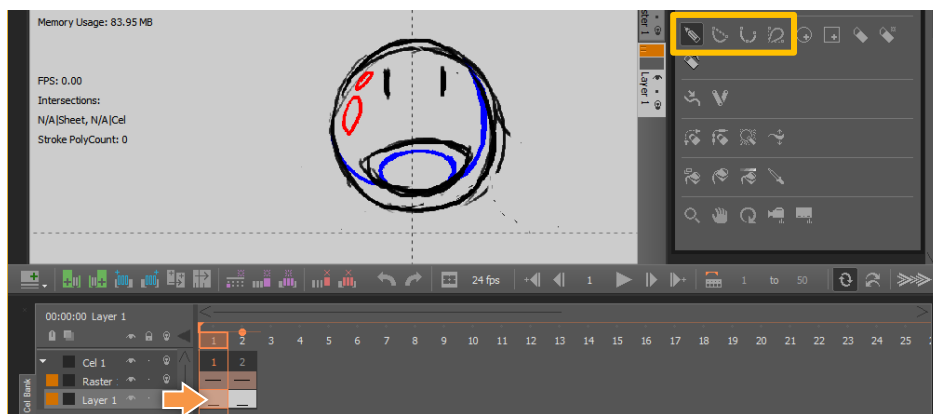 Memory Usage: 83.95 MB
FPS: 0.00
Intersections:
N/A|Sheet, N/A|Cel
Stroke PolyCount: 0
ster 1
Layer 1
24 fps
1
1 to 50
00:00:00 Layer 1
1 2 3 4 5 6 7 8 9 10 11 12 13 14 15 16 17 18 19 20 21 22 23 24 25
Cel 1
1 2
Raster
Layer 1
Cel Bank